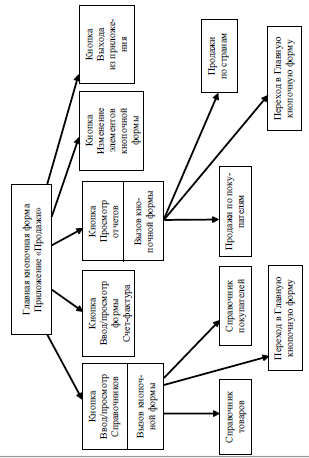 Главная кнопочная форма
Приложение «Продажи»
Кнопка
Ввод/просмотр
Справочников
Вызов кнопоч-
ной формы
Кнопка
Ввод/просмотр
формы
Счет-фактура
Кнопка
Просмотр
отчетов
Вызов кно-
почной формы
Кнопка
Изменение
элементов
кнопочной
формы
Кнопка
Выхода
из приложе-
ния
Справочник
товаров
Переход в Главную
кнопочную форму
Справочник
покупателей
Продажи по поку-
пателям
Переход в Главную
кнопочную форму
Продажи
по странам